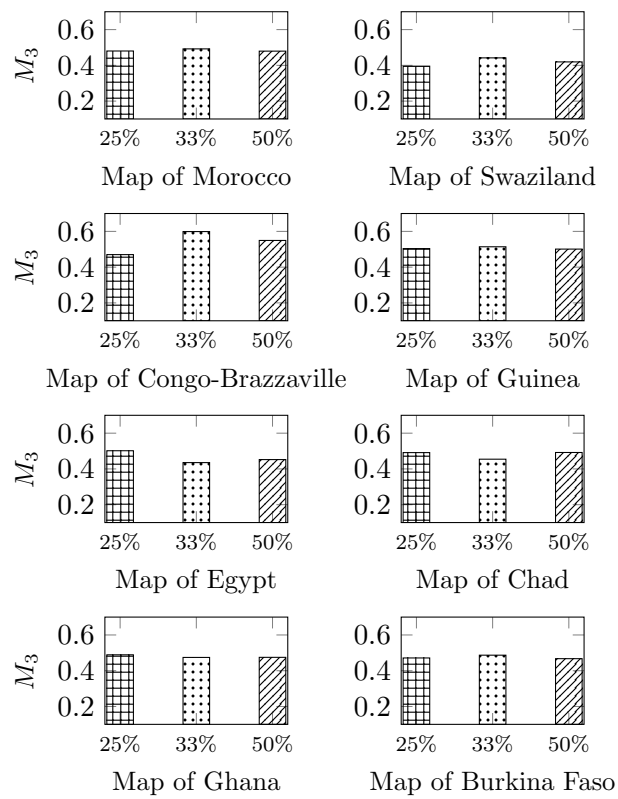 0.6 0.6
M₃ 0.4 0.4
0.2 0.2
25% 33% 50% 25% 33% 50%
Map of Morocco Map of Swaziland
0.6 0.6
M₃ 0.4 0.4
0.2 0.2
25% 33% 50% 25% 33% 50%
Map of Congo-Brazzaville Map of Guinea
0.6 0.6
M₃ 0.4 0.4
0.2 0.2
25% 33% 50% 25% 33% 50%
Map of Egypt Map of Chad
0.6 0.6
M₃ 0.4 0.4
0.2 0.2
25% 33% 50% 25% 33% 50%
Map of Ghana Map of Burkina Faso